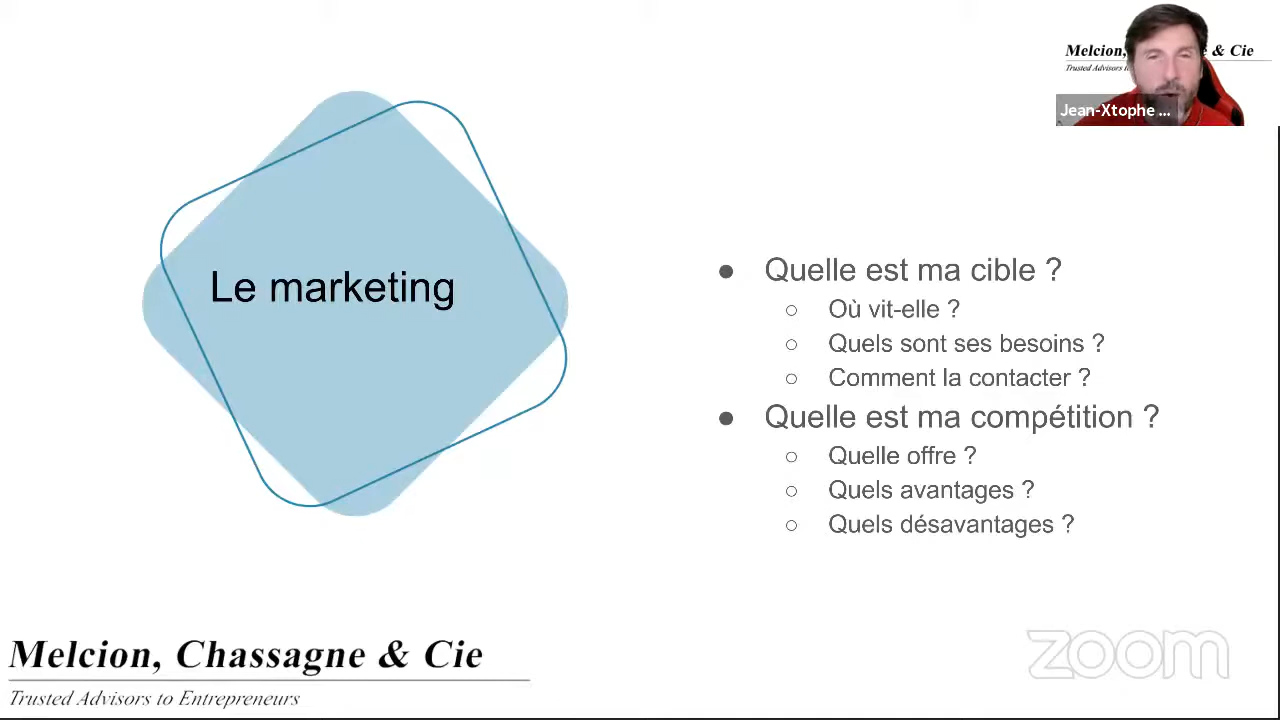 Melcion, & Cie
Trusted Advisors
Jean-Xtophe ...
Le marketing
● Quelle est ma cible ?
○ Où vit-elle ?
○ Quels sont ses besoins ?
○ Comment la contacter ?
● Quelle est ma compétition ?
○ Quelle offre ?
○ Quels avantages ?
○ Quels désavantages ?
Melcion, Chassagne & Cie
Trusted Advisors to Entrepreneurs
zoom